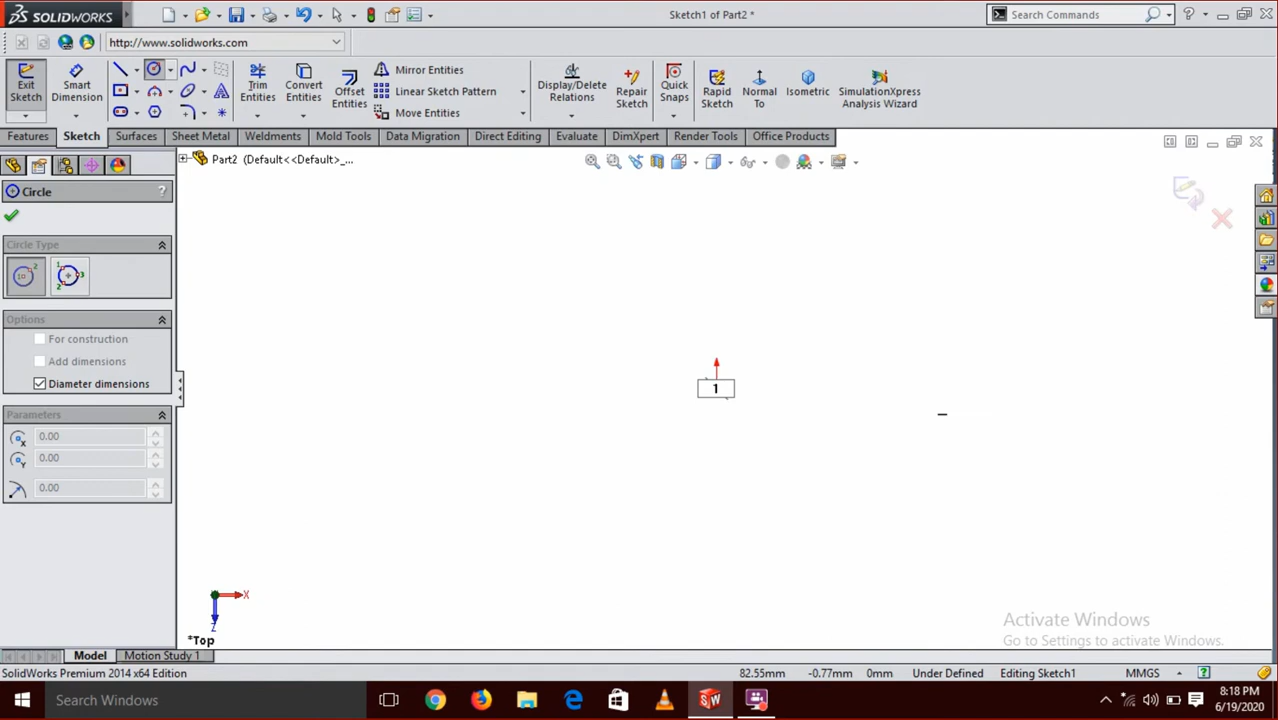 SOLIDWORKS
Sketch1 of Part2 *
Search Commands
http://www.solidworks.com
Exit Sketch
Smart Dimension
Trim Entities
Convert Entities
Offset Entities
Mirror Entities
Linear Sketch Pattern
Move Entities
Display/Delete Relations
Repair Sketch
Quick Snaps
Rapid Sketch
Normal To
Isometric
SimulationXpress Analysis Wizard
Features
Sketch
Surfaces
Sheet Metal
Weldments
Mold Tools
Data Migration
Direct Editing
Evaluate
DimXpert
Render Tools
Office Products
Part2 (Default<<Default>_...
Circle
?
Circle Type
Options
For construction
Add dimensions
Diameter dimensions
Parameters
0.00
0.00
0.00
1
X
Z
*Top
Activate Windows
Go to Settings to activate Windows.
Model
Motion Study 1
SolidWorks Premium 2014 x64 Edition
82.55mm
-0.77mm
0mm
Under Defined
Editing Sketch1
MMGS
Search Windows
8:18 PM
6/19/2020